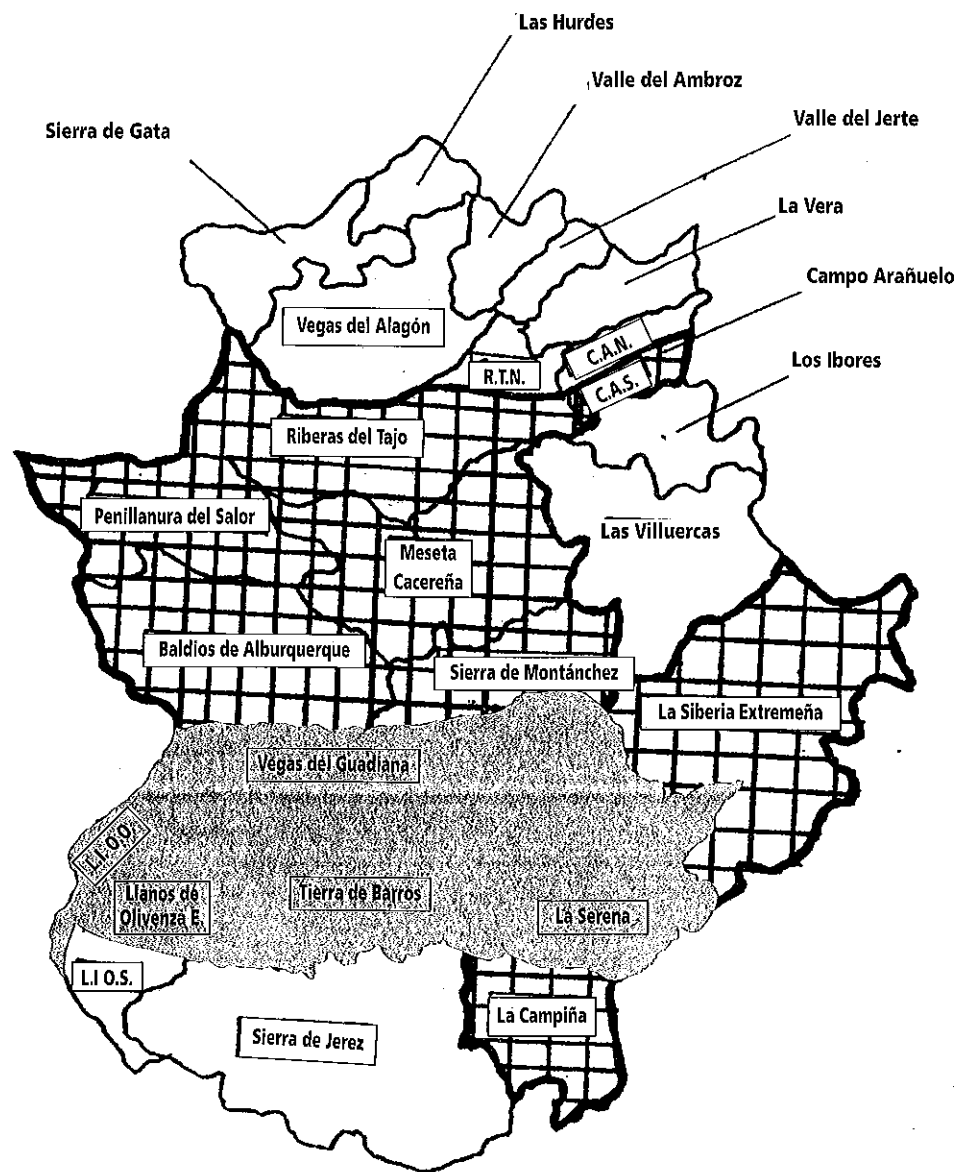 Las Hurdes
Valle del Ambroz
Valle del Jerte
Sierra de Gata
La Vera
Campo Arañuelo
Vegas del Alagón
C.A.N.
Los Ibores
R.T.N.
C.A.S.
Riberas del Tajo
Penillanura del Salor
Las Villuercas
Meseta
Cacereña
Baldios de Alburquerque
Sierra de Montánchez
La Siberia Extremeña
Vegas del Guadiana
L.I. O.O.
Llanos de
Olivenza E.
Tierra de Barros
La Serena
L.I O.S.
La Campiña
Sierra de Jerez